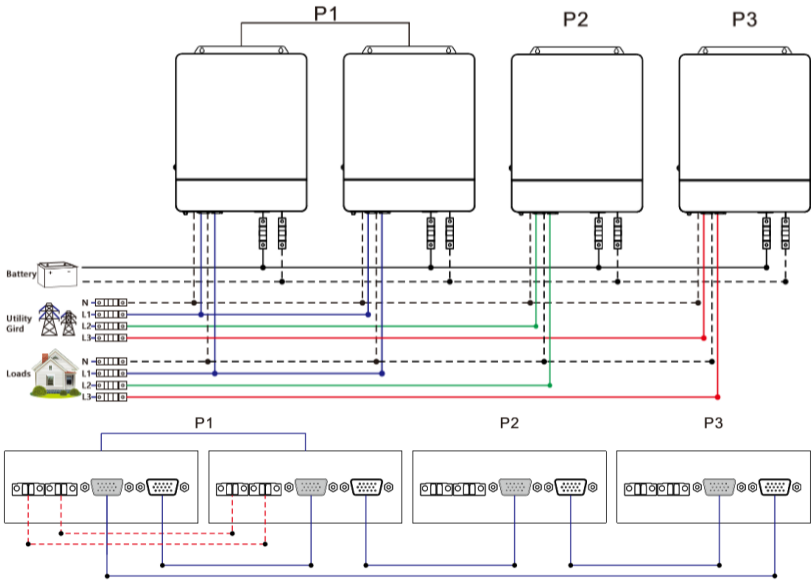 P1
P2
P3
Battery
Utility
Gird
N
L1
L2
L3
Loads
N
L1
L2
L3
P1
P2
P3